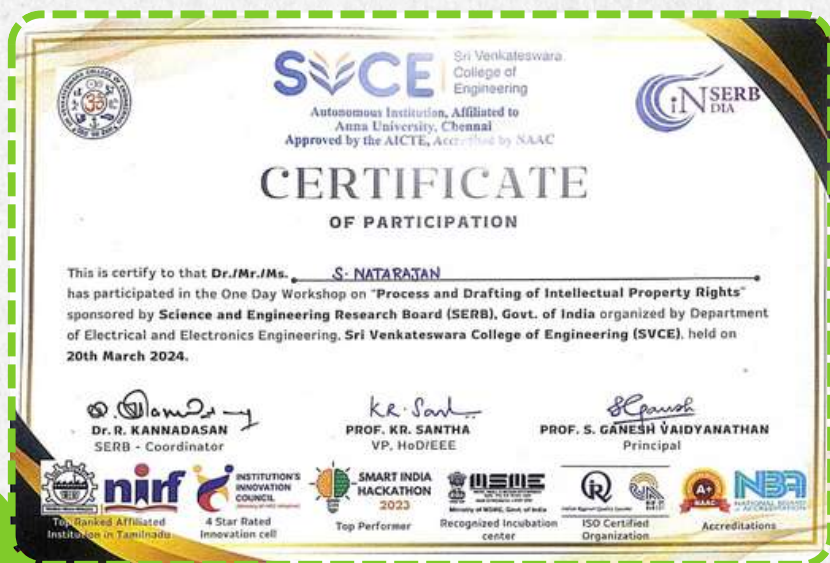 SVCE
Sri Venkateswara
College of
Engineering
Autonomous Institution, Affiliated to
Anna University, Chennai
Approved by the AICTE, Accredited by NAAC
iN SERB
DIA
CERTIFICATE
OF PARTICIPATION
This is certify to that Dr./Mr./Ms. S. NATARAJAN
has participated in the One Day Workshop on "Process and Drafting of Intellectual Property Rights"
sponsored by Science and Engineering Research Board (SERB), Govt. of India organized by Department
of Electrical and Electronics Engineering, Sri Venkateswara College of Engineering (SVCE), held on
20th March 2024.
Dr. R. KANNADASAN
SERB - Coordinator
KR. Sant
PROF. KR. SANTHA
VP, HoD/EEE
SGanesh
PROF. S. GANESH VAIDYANATHAN
Principal
nirf
Top Ranked Affiliated
Institution in Tamilnadu
INSTITUTION'S
INNOVATION
COUNCIL
4 Star Rated
Innovation cell
SMART INDIA
HACKATHON
2023
Top Performer
MSME
Ministry of MSME, Govt. of India
Recognized Incubation
center
ISO Certified
Organization
A+
NAAC
NBA
NATIONAL BOARD
of ACCREDITATION
Accreditations